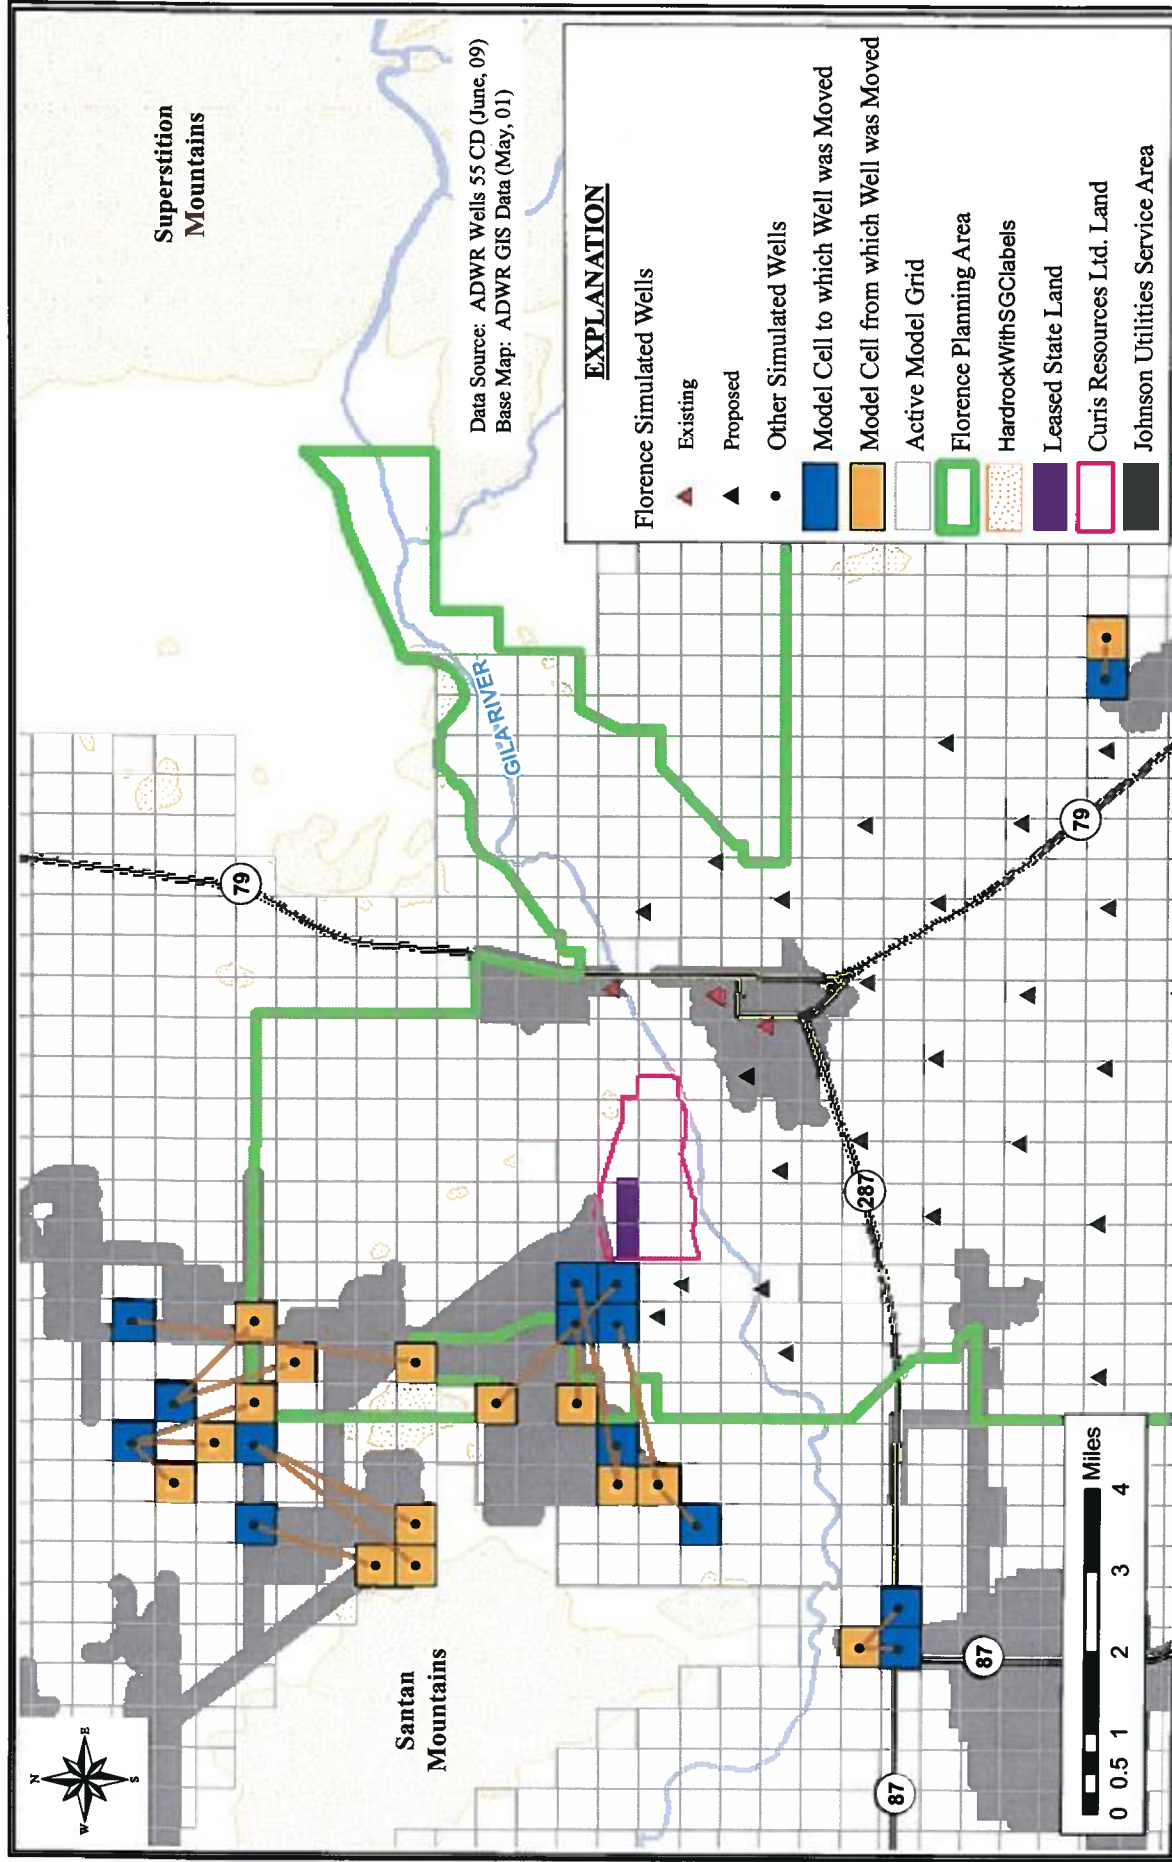 N
W
E
S
Superstition
Mountains
Santan
Mountains
GILA RIVER
79
79
287
87
87
Data Source: ADWR Wells 55 CD (June, 09)
Base Map: ADWR GIS Data (May, 01)
EXPLANATION
Florence Simulated Wells
Existing
Proposed
Other Simulated Wells
Model Cell to which Well was Moved
Model Cell from which Well was Moved
Active Model Grid
Florence Planning Area
HardrockWithSGClabels
Leased State Land
Curis Resources Ltd. Land
Johnson Utilities Service Area
0 0.5 1 2 3 4
Miles